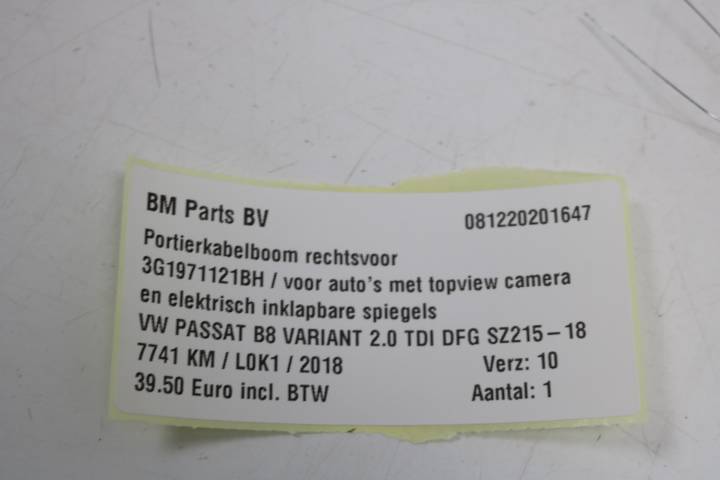 BM Parts BV 081220201647
Portierkabelboom rechtsvoor
3G1971121BH / voor auto's met topview camera
en elektrisch inklapbare spiegels
VW PASSAT B8 VARIANT 2.0 TDI DFG SZ215-18
7741 KM / L0K1 / 2018 Verz: 10
39.50 Euro incl. BTW Aantal: 1